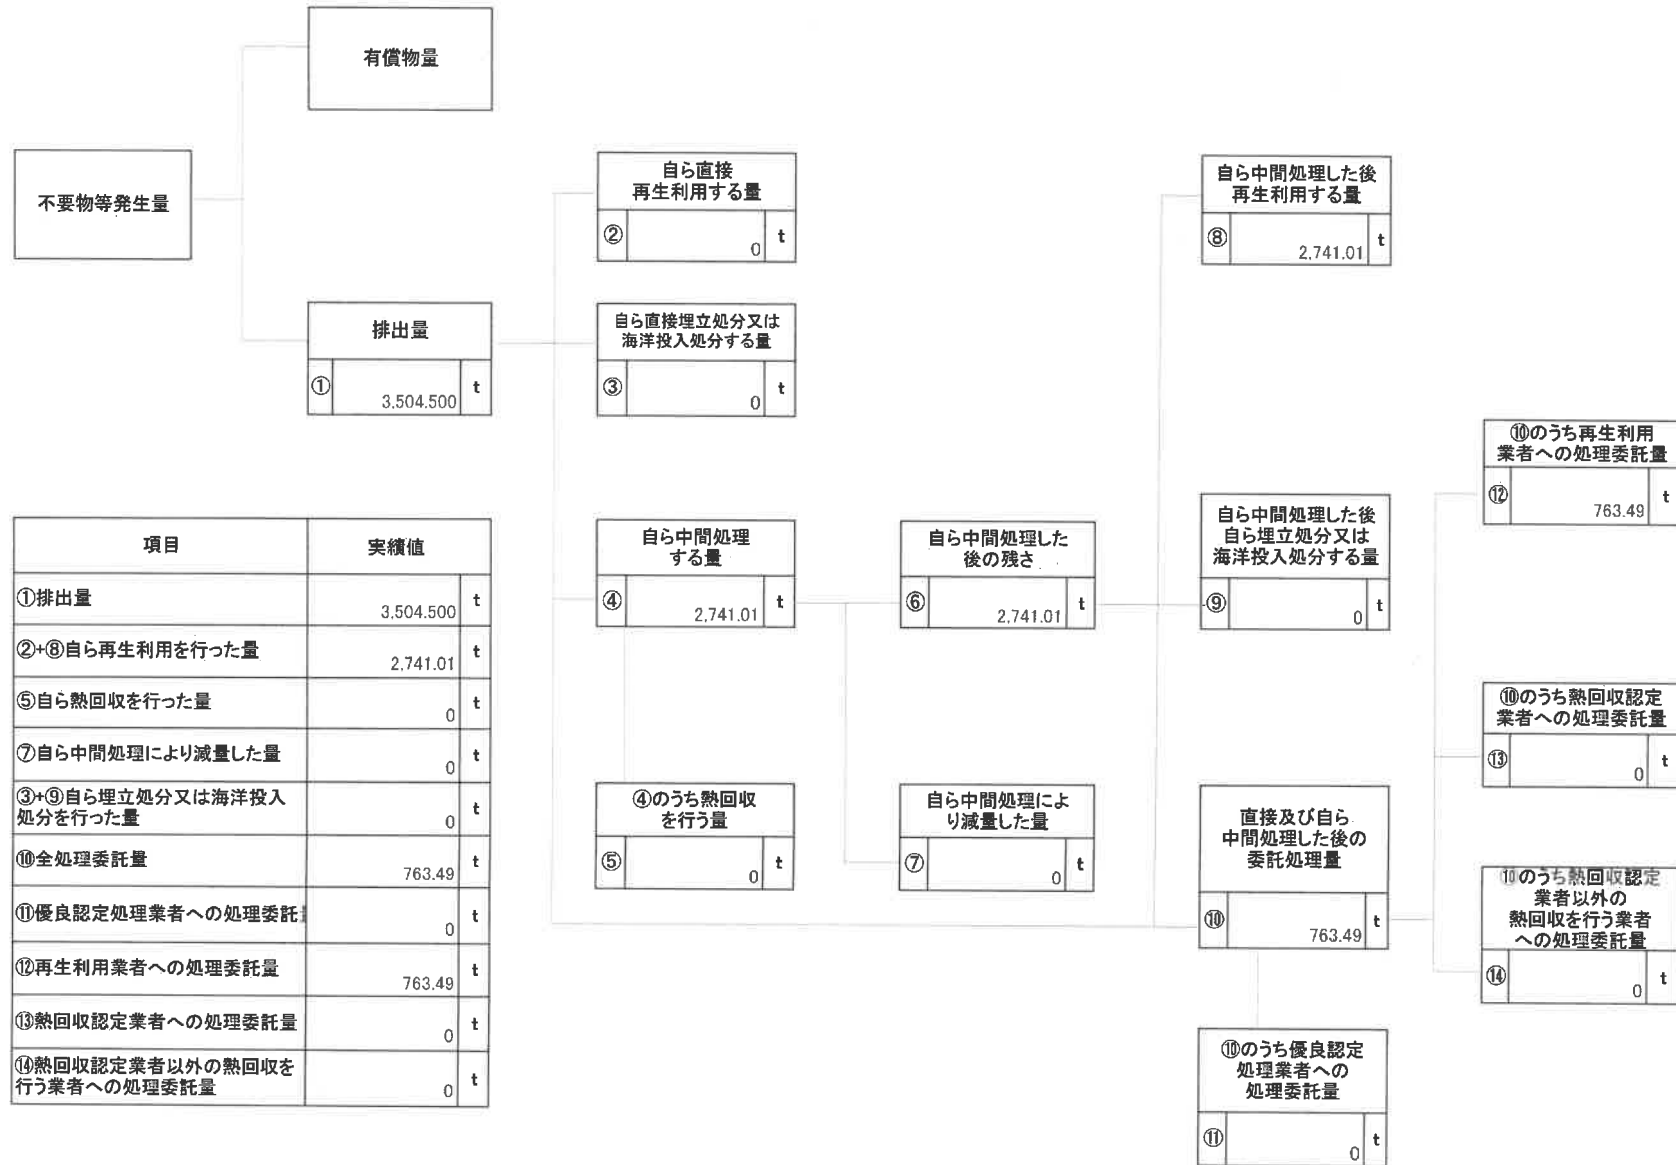 有償物量
不要物等発生量
排出量
① 3,504.500 t
自ら直接
再生利用する量
② 0 t
自ら直接埋立処分又は
海洋投入処分する量
③ 0 t
自ら中間処理
する量
④ 2,741.01 t
④のうち熱回収
を行う量
⑤ 0 t
自ら中間処理した
後の残さ
⑥ 2,741.01 t
自ら中間処理によ
り減量した量
⑦ 0 t
自ら中間処理した後
再生利用する量
⑧ 2,741.01 t
自ら中間処理した後
自ら埋立処分又は
海洋投入処分する量
⑨ 0 t
直接及び自ら
中間処理した後の
委託処理量
⑩ 763.49 t
⑩のうち優良認定
処理業者への
処理委託量
⑪ 0 t
⑩のうち再生利用
業者への処理委託量
⑫ 763.49 t
⑩のうち熱回収認定
業者への処理委託量
⑬ 0 t
⑩のうち熱回収認定
業者以外の
熱回収を行う業者
への処理委託量
⑭ 0 t
項目 実績値
①排出量 3,504.500 t
②+⑧自ら再生利用を行った量 2,741.01 t
⑤自ら熱回収を行った量 0 t
⑦自ら中間処理により減量した量 0 t
③+⑨自ら埋立処分又は海洋投入
処分を行った量 0 t
⑩全処理委託量 763.49 t
⑪優良認定処理業者への処理委託 0 t
⑫再生利用業者への処理委託量 763.49 t
⑬熱回収認定業者への処理委託量 0 t
⑭熱回収認定業者以外の熱回収を
行う業者への処理委託量 0 t